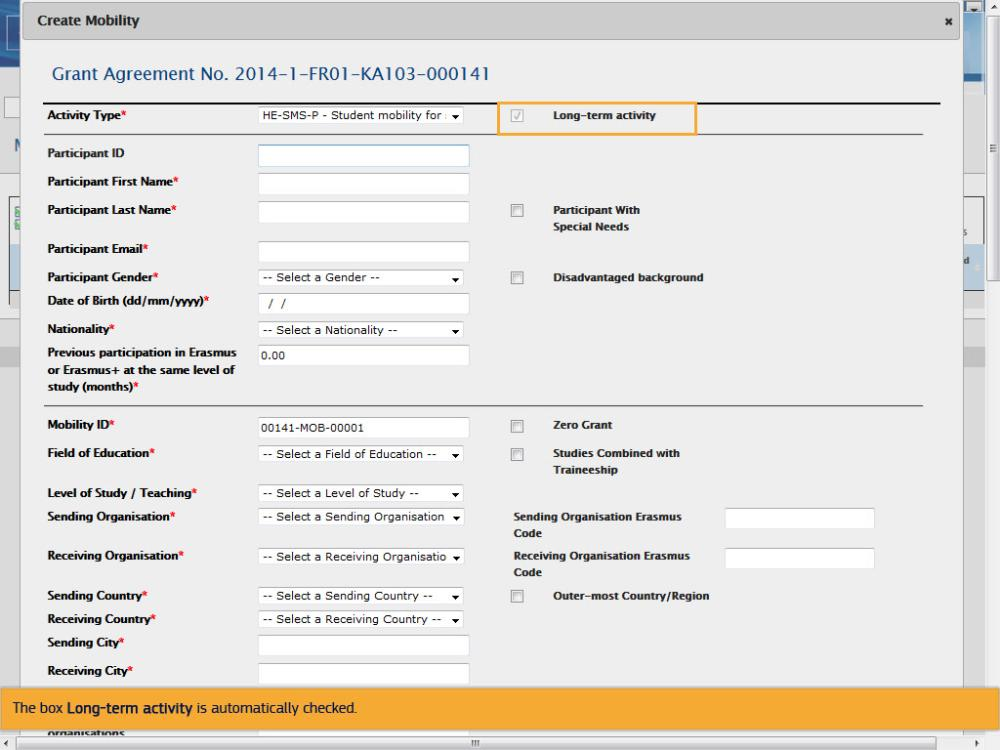 Create Mobility
Grant Agreement No. 2014-1-FR01-KA103-000141
Activity Type* HE-SMS-P - Student mobility for Long-term activity
Participant ID
Participant First Name*
Participant Last Name* Participant With
Special Needs
Participant Email*
Participant Gender* -- Select a Gender -- Disadvantaged background
Date of Birth (dd/mm/yyyy)* / /
Nationality* -- Select a Nationality --
Previous participation in Erasmus 0.00
or Erasmus+ at the same level of
study (months)*
Mobility ID* 00141-MOB-00001 Zero Grant
Field of Education* -- Select a Field of Education -- Studies Combined with
Traineeship
Level of Study / Teaching* -- Select a Level of Study --
Sending Organisation* -- Select a Sending Organisation Sending Organisation Erasmus
Code
Receiving Organisation* -- Select a Receiving Organisatio Receiving Organisation Erasmus
Code
Sending Country* -- Select a Sending Country -- Outer-most Country/Region
Receiving Country* -- Select a Receiving Country --
Sending City*
Receiving City*
The box Long-term activity is automatically checked.
organisations